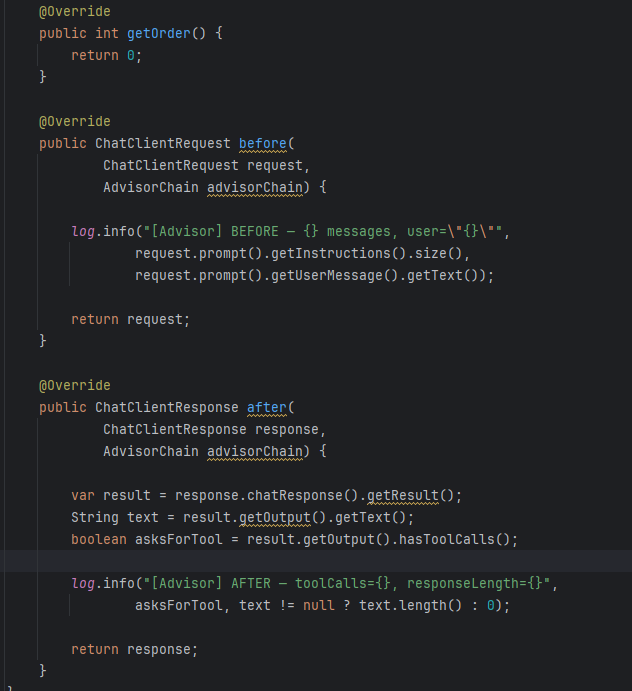 @Override
public int getOrder() {
    return 0;
}

@Override
public ChatClientRequest before(
        ChatClientRequest request,
        AdvisorChain advisorChain) {

    log.info("[Advisor] BEFORE — {} messages, user=\"{}\"",
            request.prompt().getInstructions().size(),
            request.prompt().getUserMessage().getText());

    return request;
}

@Override
public ChatClientResponse after(
        ChatClientResponse response,
        AdvisorChain advisorChain) {

    var result = response.chatResponse().getResult();
    String text = result.getOutput().getText();
    boolean asksForTool = result.getOutput().hasToolCalls();

    log.info("[Advisor] AFTER — toolCalls={}, responseLength={}",
            asksForTool, text != null ? text.length() : 0);

    return response;
}